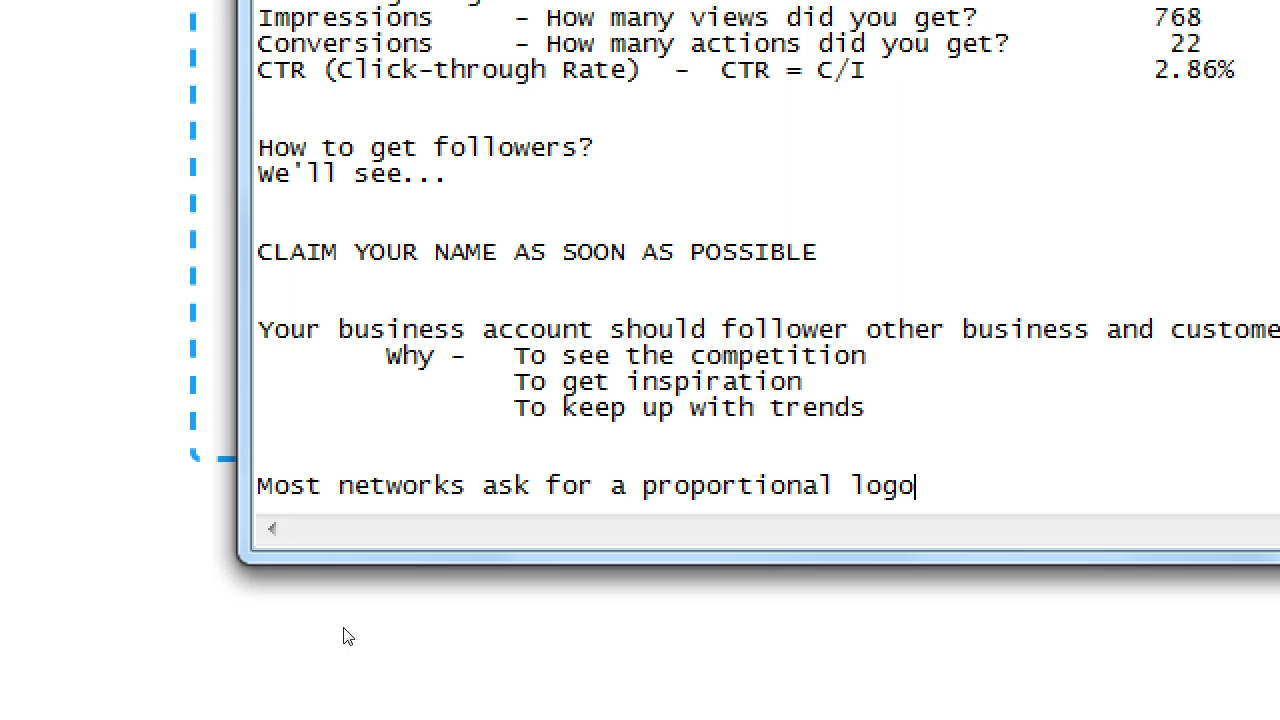 Impressions - How many views did you get? 768
Conversions - How many actions did you get? 22
CTR (Click-through Rate) - CTR = C/I 2.86%
How to get followers?
We'll see...
CLAIM YOUR NAME AS SOON AS POSSIBLE
Your business account should follower other business and custome
Why - To see the competition
To get inspiration
To keep up with trends
Most networks ask for a proportional logo